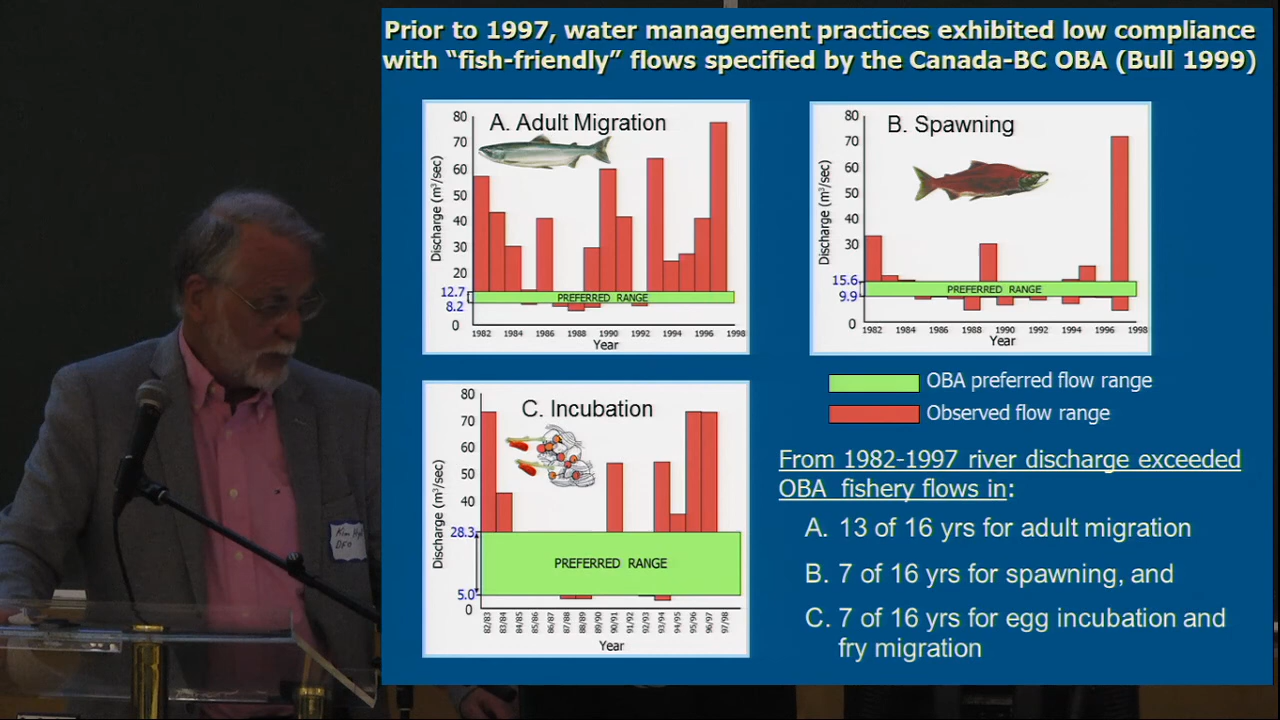 Prior to 1997, water management practices exhibited low compliance
with “fish-friendly” flows specified by the Canada-BC OBA (Bull 1999)
A. Adult Migration
Discharge (m³/sec)
80
70
60
50
40
30
20
12.7
8.2
0
PREFERRED RANGE
1982 1984 1986 1988 1990 1992 1994 1996 1998
Year
B. Spawning
Discharge (m³/sec)
80
70
60
50
40
30
15.6
9.9
0
PREFERRED RANGE
1982 1984 1986 1988 1990 1992 1994 1996 1998
Year
C. Incubation
Discharge (m³/sec)
80
70
60
50
40
28.3
5.0
0
PREFERRED RANGE
82/83 83/84 84/85 85/86 86/87 87/88 88/89 89/90 90/91 91/92 92/93 93/94 94/95 95/96 96/97 97/98
Year
OBA preferred flow range
Observed flow range
From 1982-1997 river discharge exceeded
OBA fishery flows in:
A. 13 of 16 yrs for adult migration
B. 7 of 16 yrs for spawning, and
C. 7 of 16 yrs for egg incubation and
fry migration
Kim
DFO